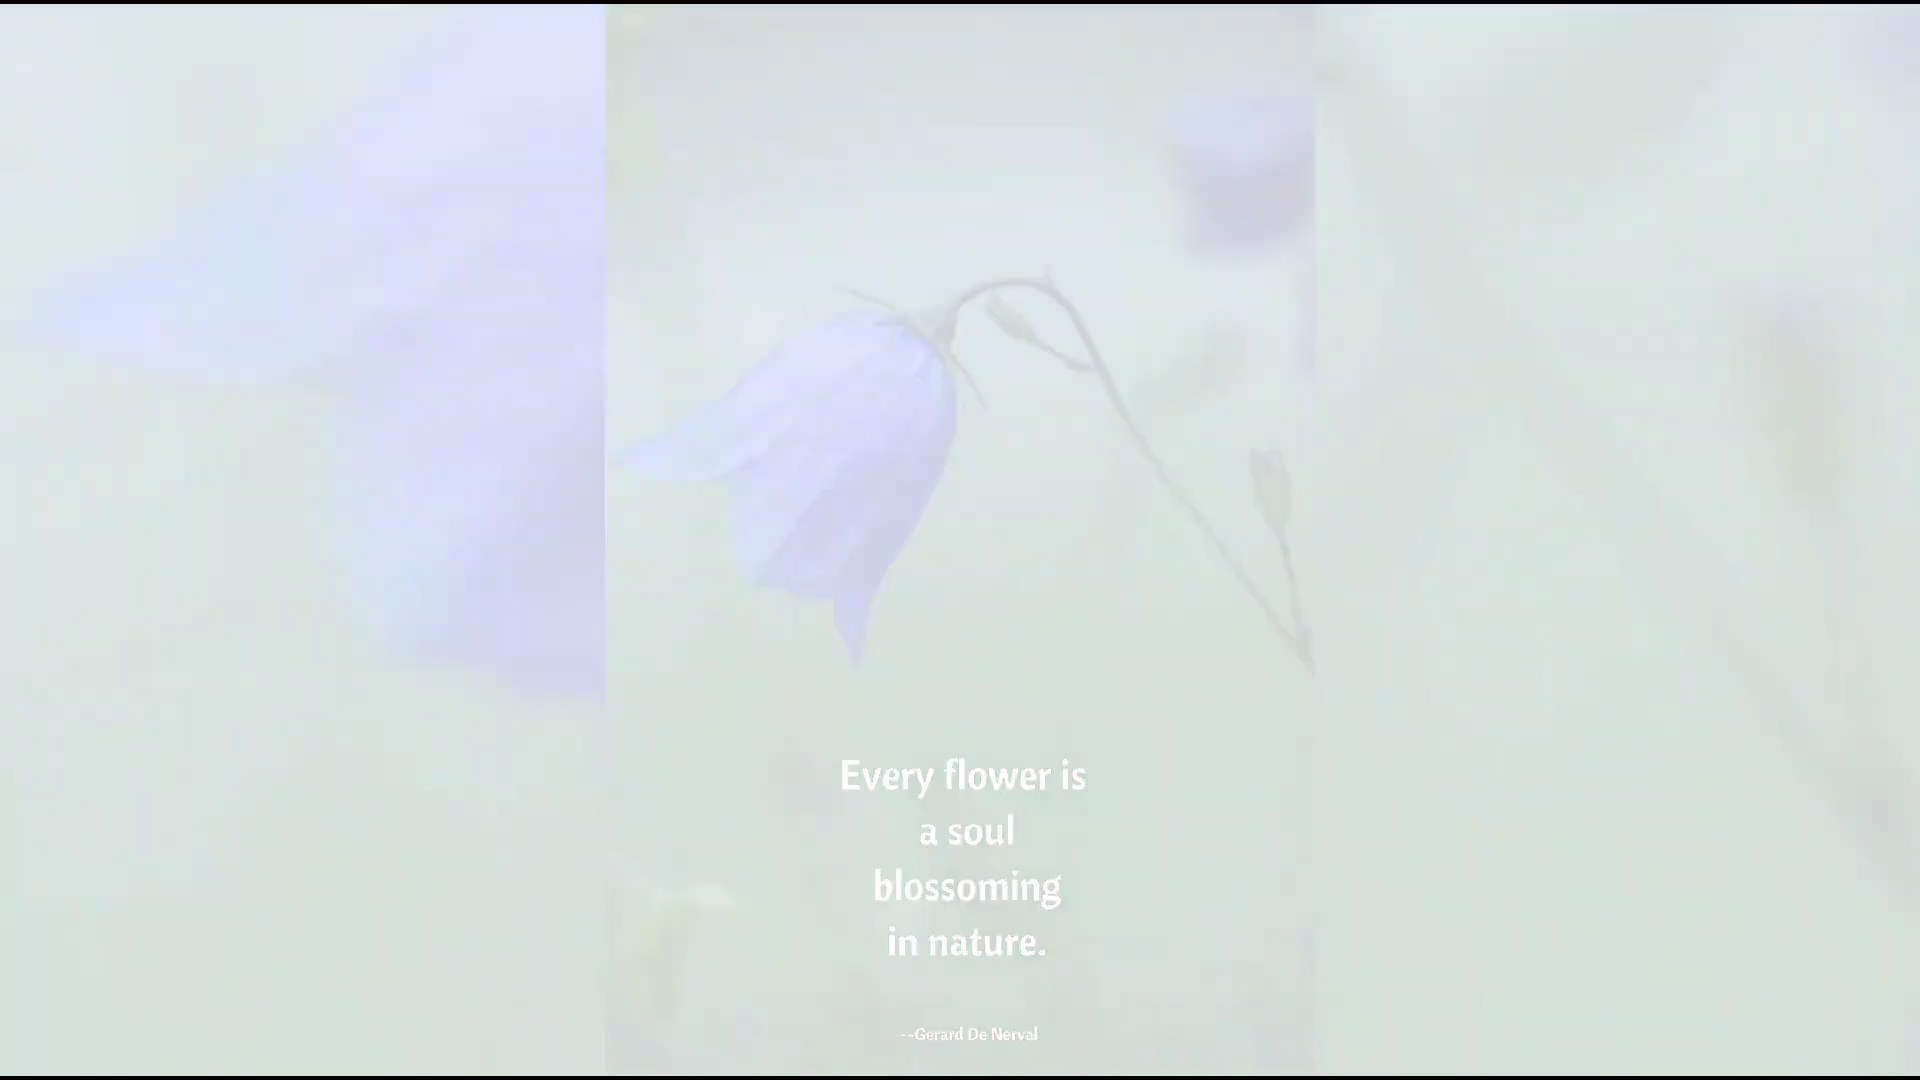 Every flower is
a soul
blossoming
in nature.
--Gerard De Nerval